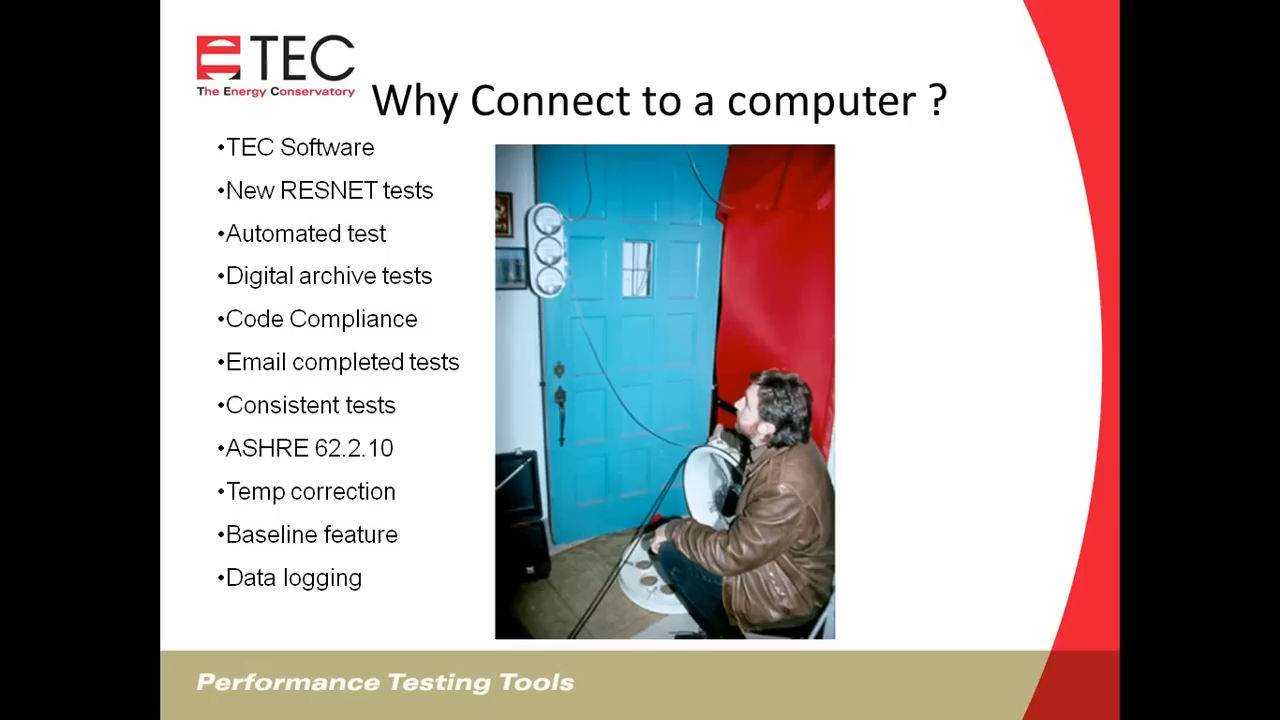 TEC
The Energy Conservatory
Why Connect to a computer ?
•TEC Software
•New RESNET tests
•Automated test
•Digital archive tests
•Code Compliance
•Email completed tests
•Consistent tests
•ASHRE 62.2.10
•Temp correction
•Baseline feature
•Data logging
Performance Testing Tools